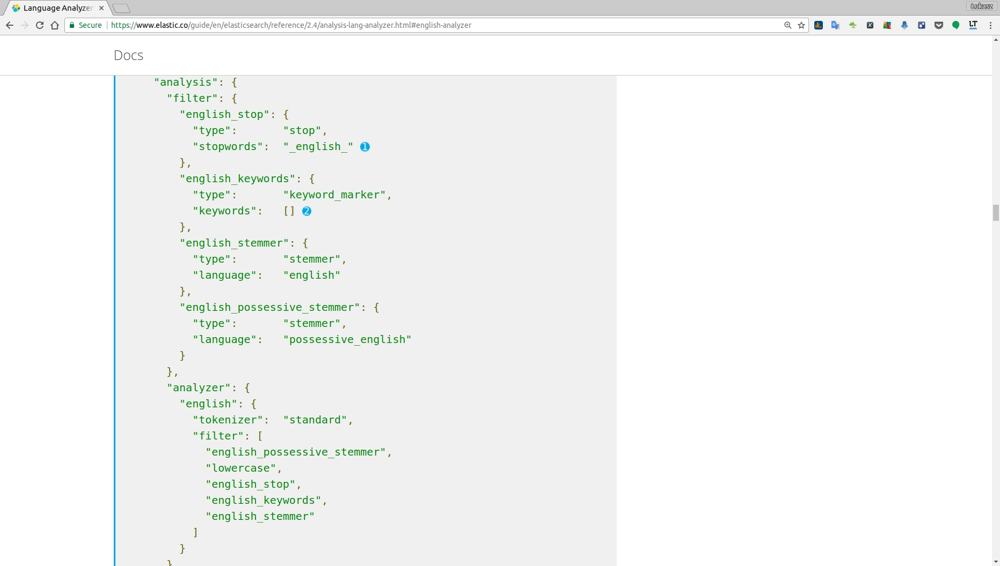 Language Analyzer
Łukasz
Secure https://www.elastic.co/guide/en/elasticsearch/reference/2.4/analysis-lang-analyzer.html#english-analyzer
LT
Docs
"analysis": {
"filter": {
"english_stop": {
"type": "stop",
"stopwords": "_english_" 1
},
"english_keywords": {
"type": "keyword_marker",
"keywords": [] 2
},
"english_stemmer": {
"type": "stemmer",
"language": "english"
},
"english_possessive_stemmer": {
"type": "stemmer",
"language": "possessive_english"
}
},
"analyzer": {
"english": {
"tokenizer": "standard",
"filter": [
"english_possessive_stemmer",
"lowercase",
"english_stop",
"english_keywords",
"english_stemmer"
]
}
}